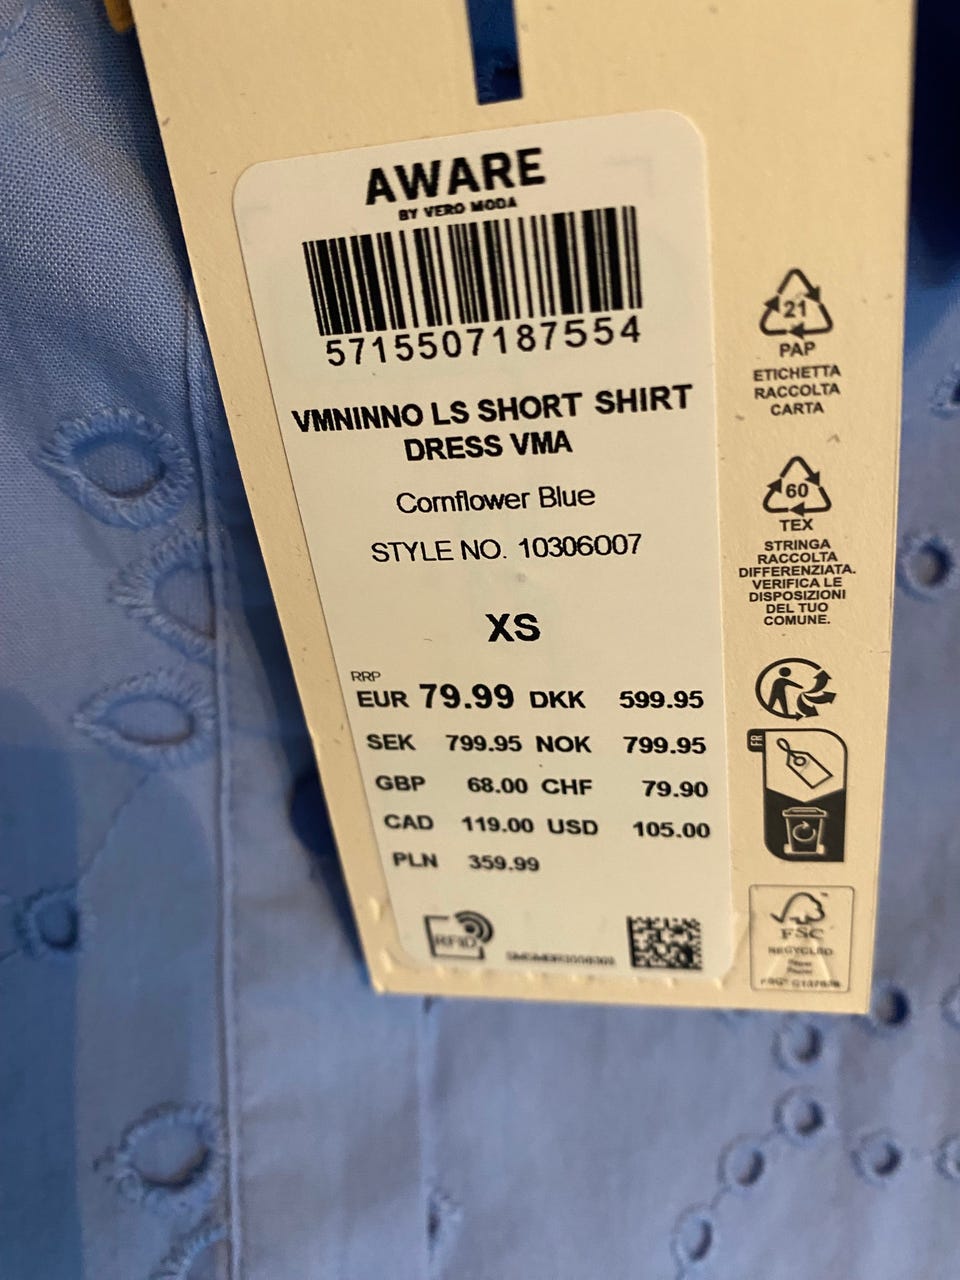 AWARE
BY VERO MODA
5715507187554
VMNINNO LS SHORT SHIRT
DRESS VMA
Cornflower Blue
STYLE NO. 10306007
XS
RRP
EUR 79.99 DKK 599.95
SEK 799.95 NOK 799.95
GBP 68.00 CHF 79.90
CAD 119.00 USD 105.00
PLN 359.99
RFID
21
PAP
ETICHETTA
RACCOLTA
CARTA
60
TEX
STRINGA
RACCOLTA
DIFFERENZIATA.
VERIFICA LE
DISPOSIZIONI
DEL TUO
COMUNE.
FR
FSC
RECYCLED